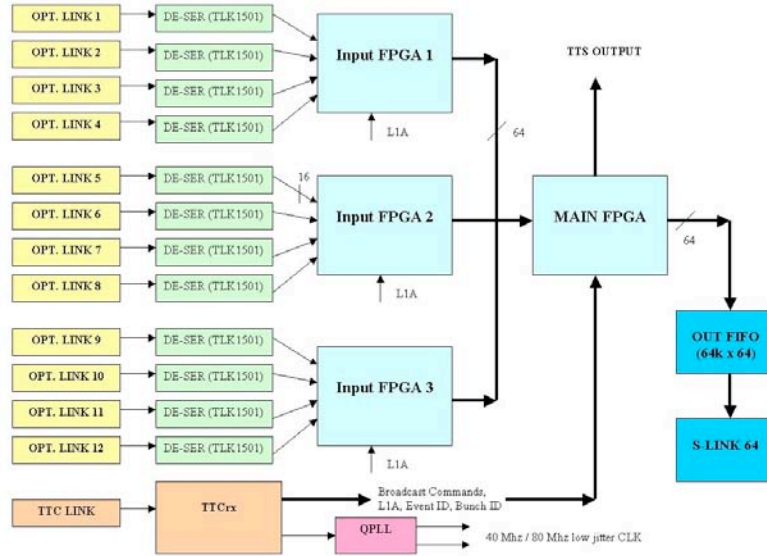 OPT. LINK 1
DE-SER (TLK1501)
OPT. LINK 2
DE-SER (TLK1501)
OPT. LINK 3
DE-SER (TLK1501)
OPT. LINK 4
DE-SER (TLK1501)
Input FPGA 1
L1A
64
TTS OUTPUT
OPT. LINK 5
DE-SER (TLK1501)
16
OPT. LINK 6
DE-SER (TLK1501)
OPT. LINK 7
DE-SER (TLK1501)
OPT. LINK 8
DE-SER (TLK1501)
Input FPGA 2
L1A
MAIN FPGA
64
OPT. LINK 9
DE-SER (TLK1501)
OPT. LINK 10
DE-SER (TLK1501)
OPT. LINK 11
DE-SER (TLK1501)
OPT. LINK 12
DE-SER (TLK1501)
Input FPGA 3
L1A
OUT FIFO
(64k x 64)
S-LINK 64
TTC LINK
TTCrx
Broadcast Commands,
L1A, Event ID, Bunch ID
QPLL
40 Mhz / 80 Mhz low jitter CLK